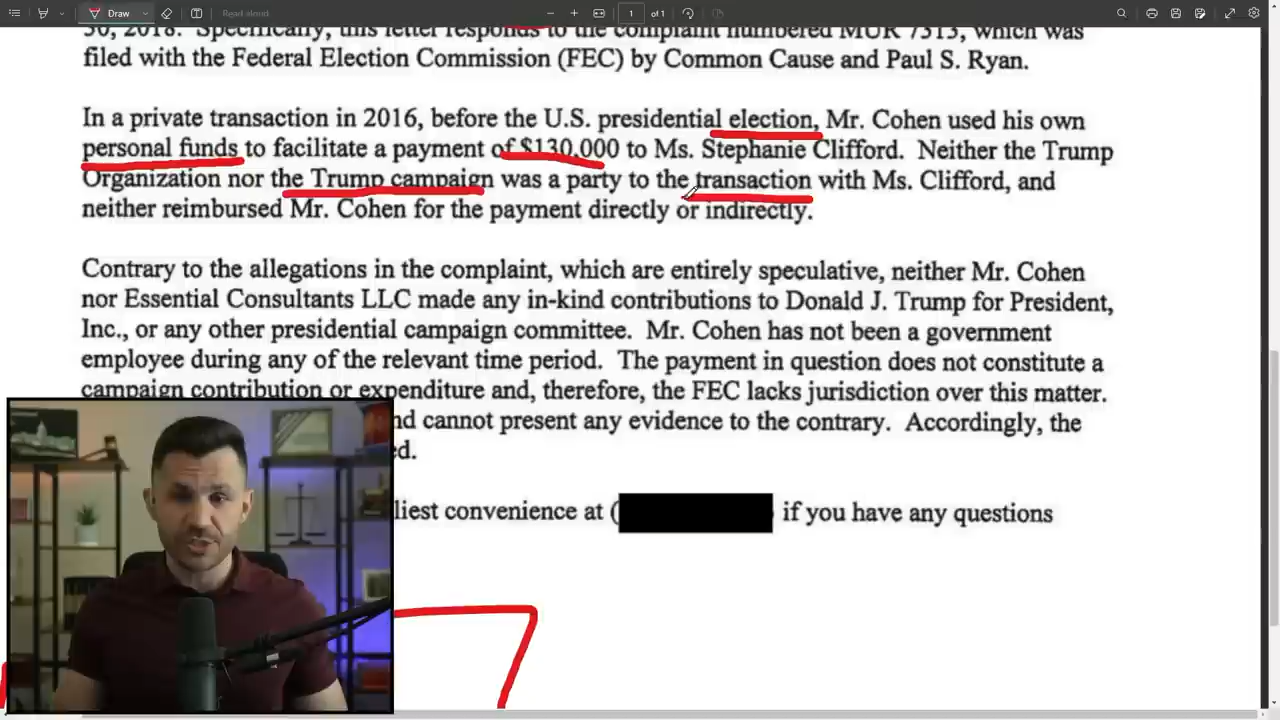 Draw
Read aloud
1 of 1
30, 2018. Specifically, this letter responds to the complaint numbered MUR 7313, which was
filed with the Federal Election Commission (FEC) by Common Cause and Paul S. Ryan.
In a private transaction in 2016, before the U.S. presidential election, Mr. Cohen used his own
personal funds to facilitate a payment of $130,000 to Ms. Stephanie Clifford. Neither the Trump
Organization nor the Trump campaign was a party to the transaction with Ms. Clifford, and
neither reimbursed Mr. Cohen for the payment directly or indirectly.
Contrary to the allegations in the complaint, which are entirely speculative, neither Mr. Cohen
nor Essential Consultants LLC made any in-kind contributions to Donald J. Trump for President,
Inc., or any other presidential campaign committee. Mr. Cohen has not been a government
employee during any of the relevant time period. The payment in question does not constitute a
campaign contribution or expenditure and, therefore, the FEC lacks jurisdiction over this matter.
nd cannot present any evidence to the contrary. Accordingly, the
ed.
liest convenience at ( if you have any questions